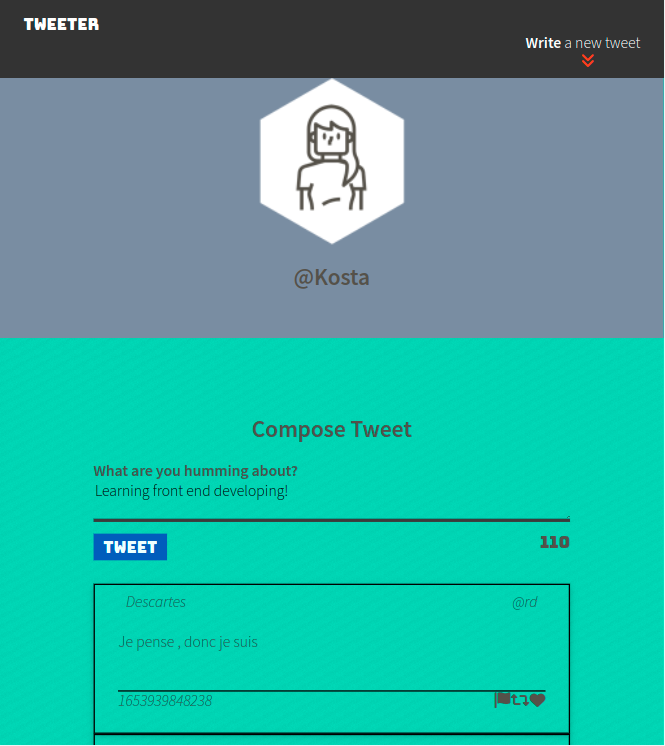 TWEETER
Write a new tweet
@Kosta
Compose Tweet
What are you humming about?
Learning front end developing!
TWEET 110
Descartes @rd
Je pense , donc je suis
1653939848238